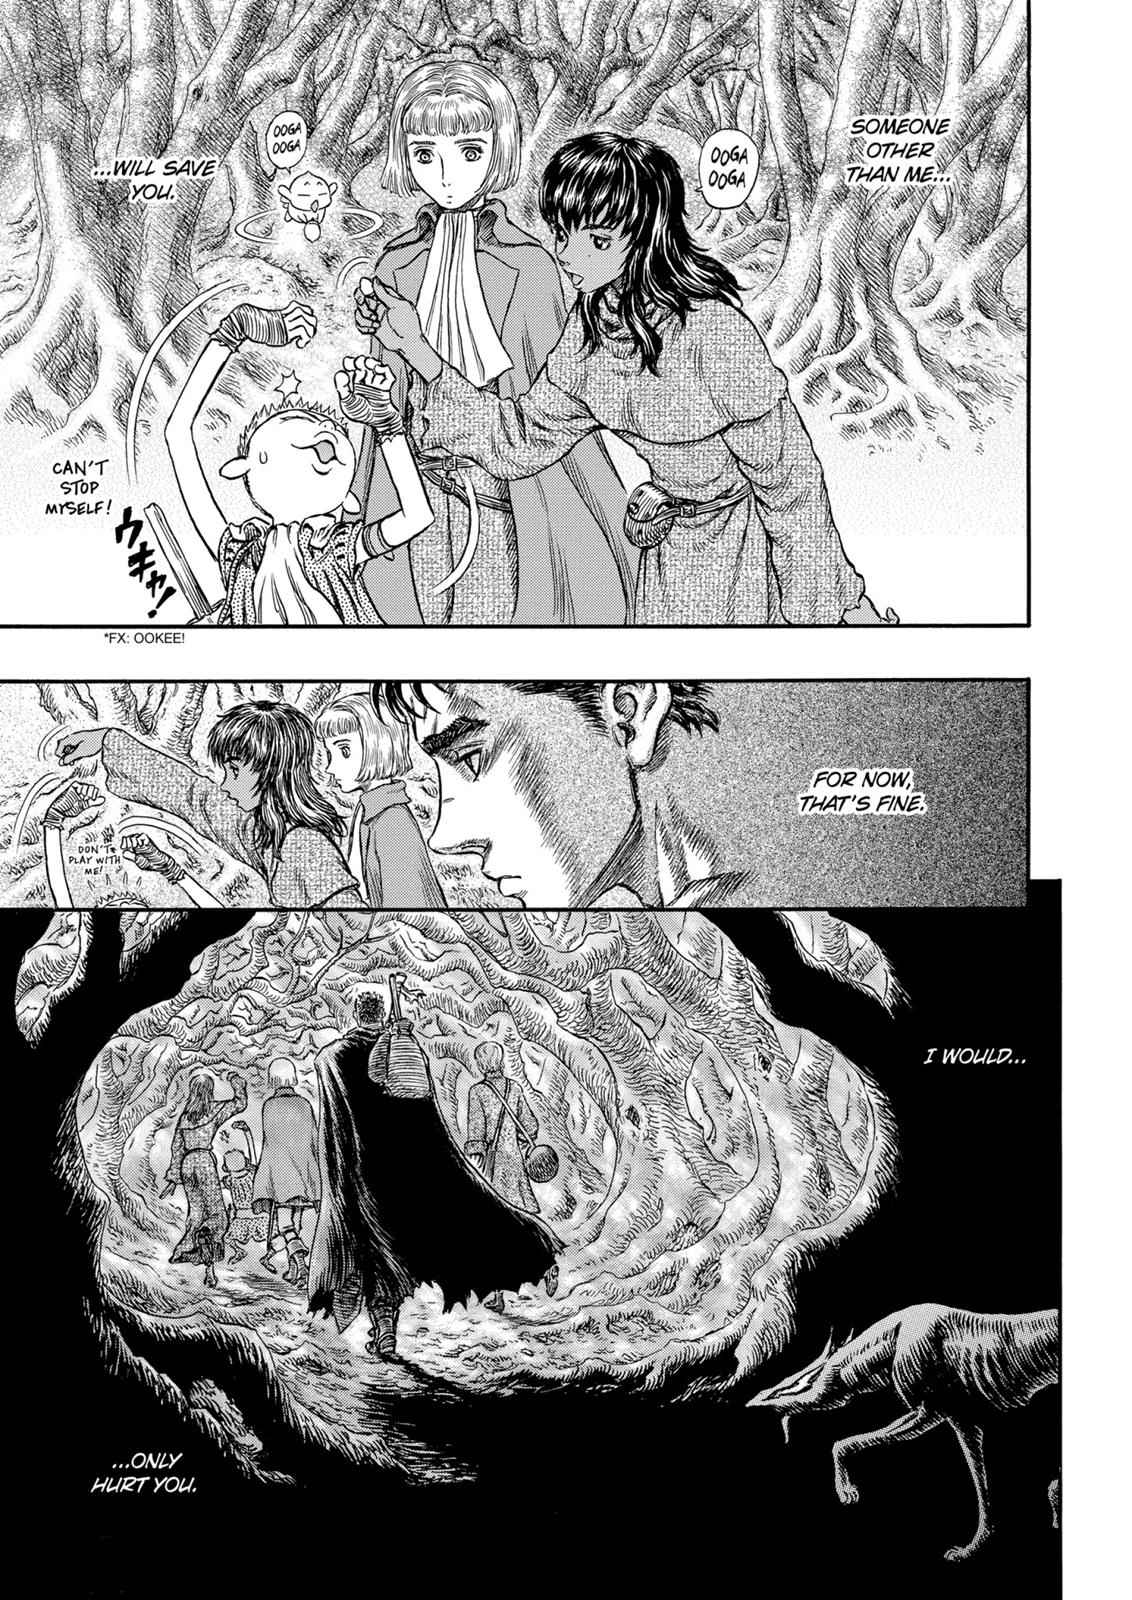 SOMEONE
OTHER
THAN ME...
OOGA
OOGA
OOGA
OOGA
...WILL SAVE
YOU.
CAN'T
STOP
MYSELF!
ウキャ!
*FX: OOKEE!
FOR NOW,
THAT'S FINE.
DON'T
PLAY WITH
ME!
I WOULD...
...ONLY
HURT YOU.